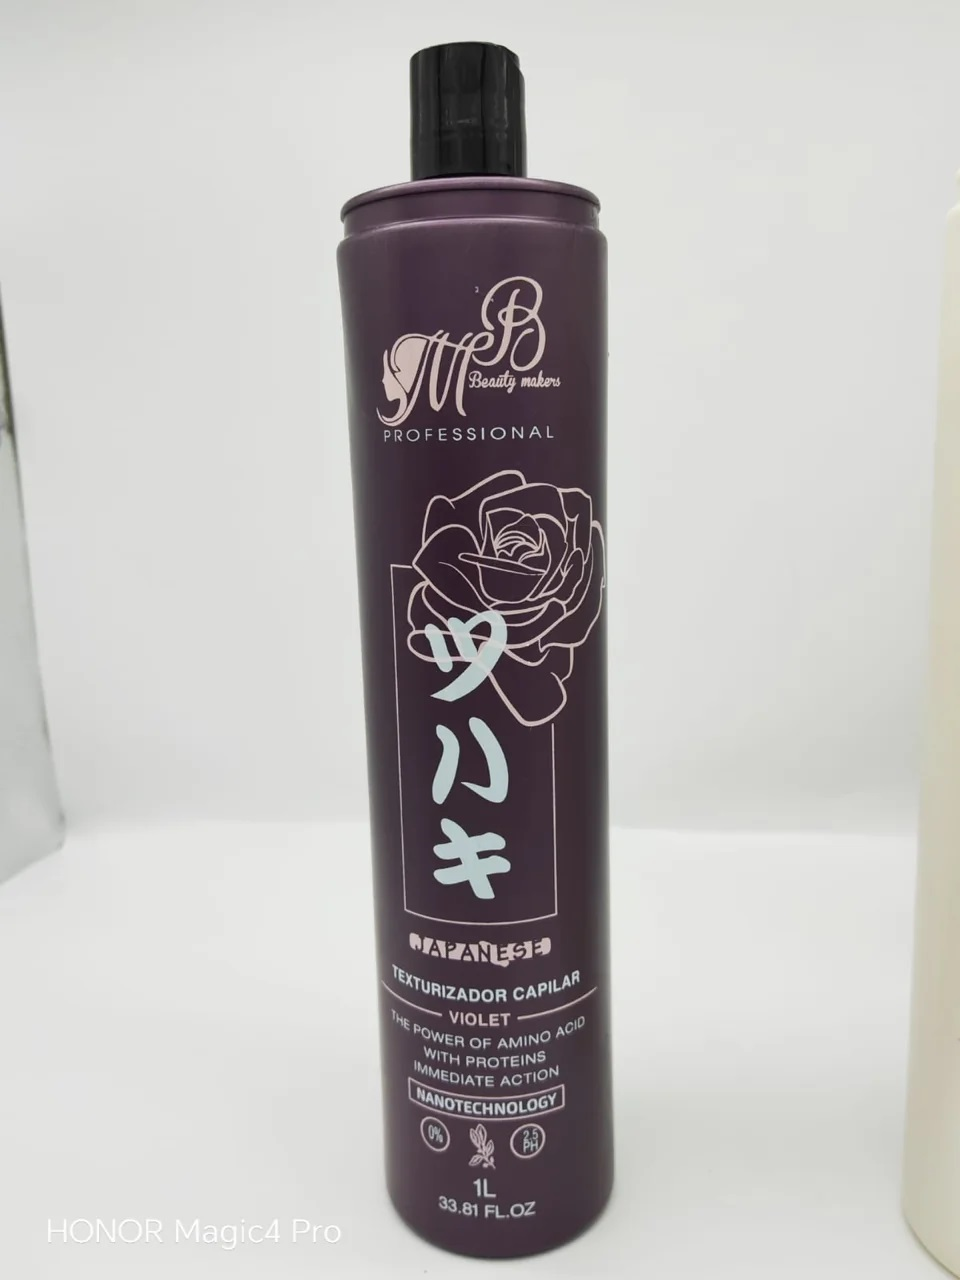 MB
Beauty makers
PROFESSIONAL
ツ
ハ
キ
JAPANESE
TEXTURIZADOR CAPILAR
VIOLET
THE POWER OF AMINO ACID
WITH PROTEINS
IMMEDIATE ACTION
NANOTECHNOLOGY
0%
2.5
PH
1L
33.81 FL.OZ
HONOR Magic4 Pro